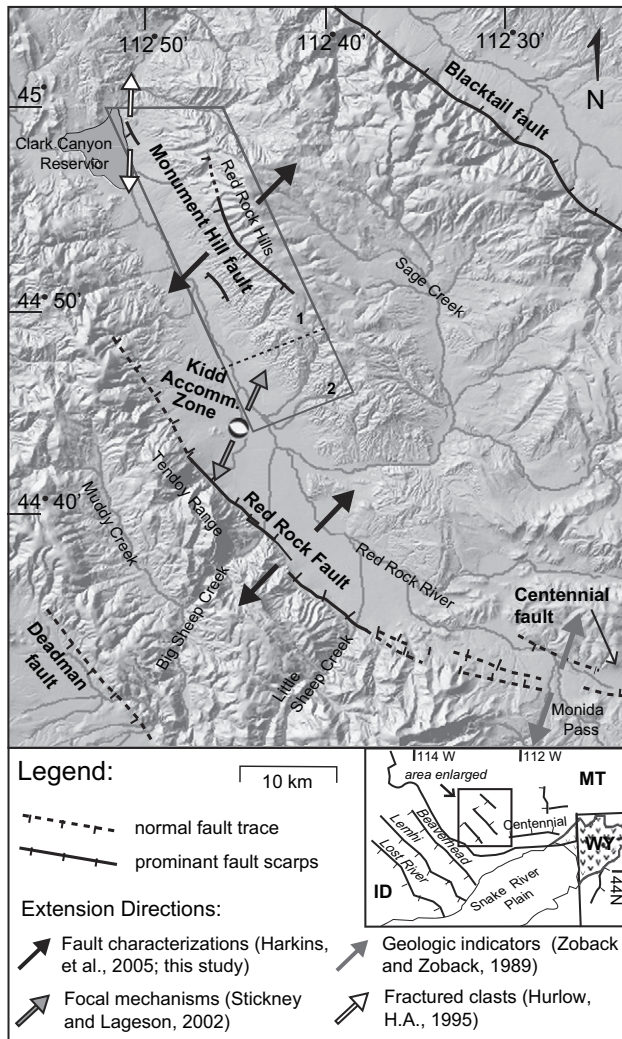 112˚50'
112˚40'
112˚30'
N
45˚
Clark Canyon
Reservior
Blacktail fault
Monument Hill fault
Red Rock Hills
Sage Creek
44˚50'
1
2
Kidd
Accomm.
Zone
44˚40'
Tendoy Range
Muddy Creek
Red Rock Fault
Red Rock River
Big Sheep Creek
Little
Sheep Creek
Deadman
fault
Centennial
fault
Monida
Pass
Legend:
10 km
normal fault trace
prominant fault scarps
Extension Directions:
Fault characterizations (Harkins,
et al., 2005; this study)
Geologic indicators (Zoback
and Zoback, 1989)
Focal mechanisms (Stickney
and Lageson, 2002)
Fractured clasts (Hurlow,
H.A., 1995)
114 W
112 W
area enlarged
MT
Centennial
Beaverhead
Lemhi
Lost River
WY
ID
Snake River
Plain
44N